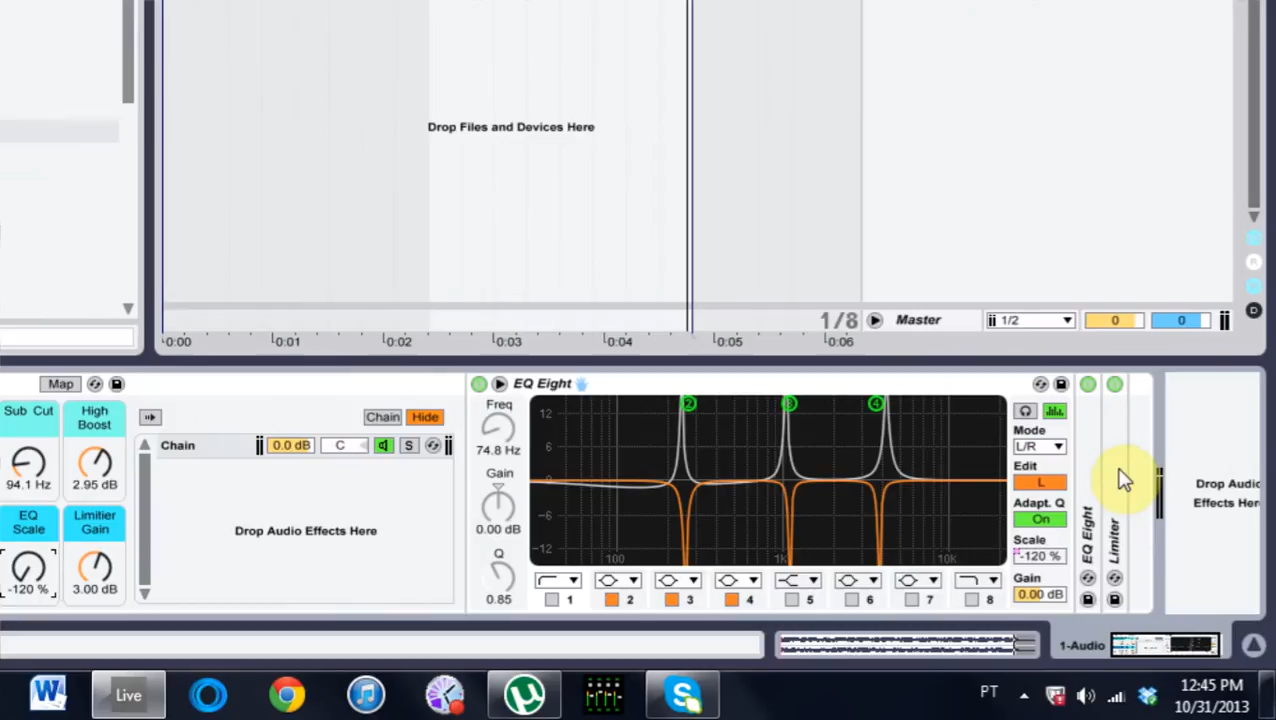 Drop Files and Devices Here
1/8
Master
1/2
0
0
0:00
0:01
0:02
0:03
0:04
0:05
0:06
Map
Sub Cut
94.1 Hz
High
Boost
2.95 dB
EQ
Scale
-120 %
Limitier
Gain
3.00 dB
Chain
Hide
Chain
0.0 dB
C
S
Drop Audio Effects Here
EQ Eight
Freq
74.8 Hz
Gain
0.00 dB
Q
0.85
12
6
0
-6
-12
2
3
4
100
1k
10k
1
2
3
4
5
6
7
8
Mode
L/R
Edit
L
Adapt. Q
On
Scale
-120 %
Gain
0.00 dB
EQ Eight
Limiter
Drop Audio
Effects Her
R
D
1-Audio
W
Live
µ
S
PT
12:45 PM
10/31/2013